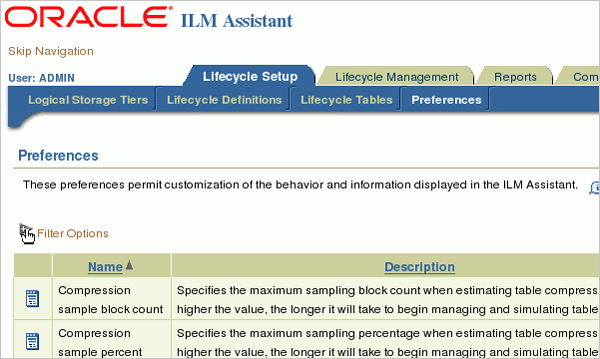 ORACLE ILM Assistant
Skip Navigation
User: ADMIN
Lifecycle Setup Lifecycle Management Reports Com
Logical Storage Tiers Lifecycle Definitions Lifecycle Tables Preferences
Preferences
These preferences permit customization of the behavior and information displayed in the ILM Assistant.
Filter Options
Name Description
Compression Specifies the maximum sampling block count when estimating table compress
sample block count higher the value, the longer it will take to begin managing and simulating table
Compression Specifies the maximum sampling percentage when estimating table compress
sample percent higher the value, the longer it will take to begin managing and simulating table